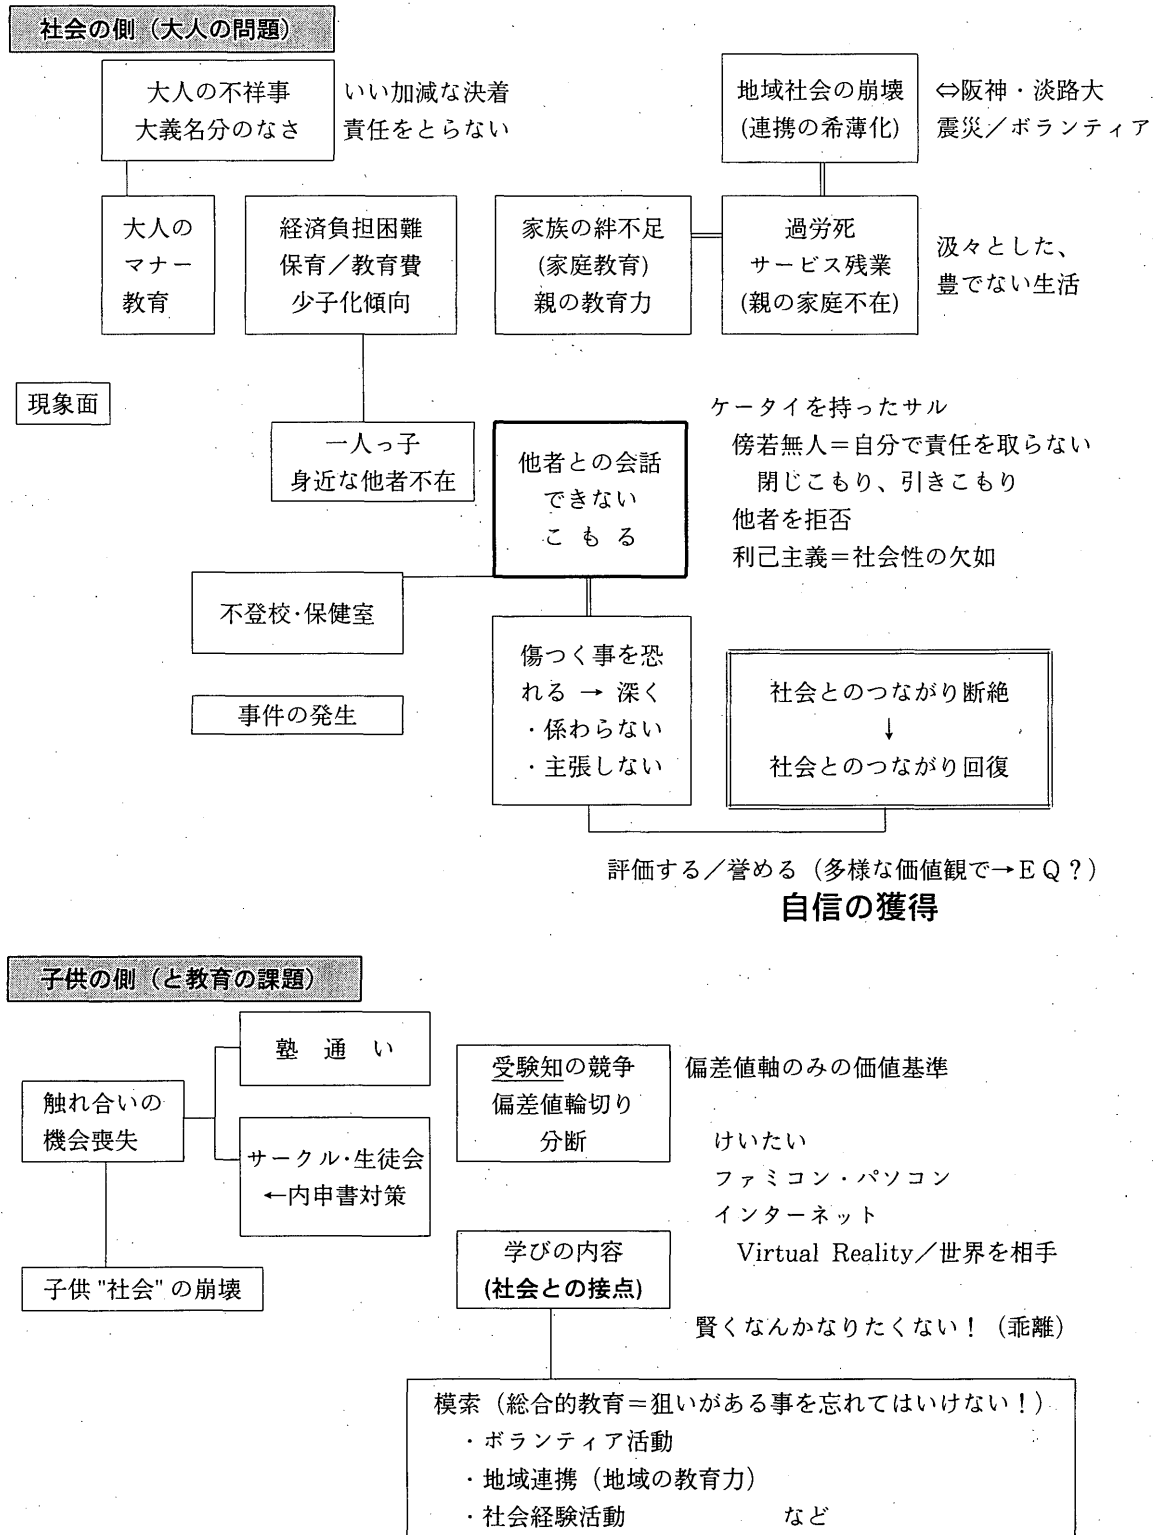 社会の側（大人の問題）
大人の不祥事
大義名分のなさ
いい加減な決着
責任をとらない
地域社会の崩壊
(連携の希薄化)
⇔阪神・淡路大
震災／ボランティア
大人の
マナー
教育
経済負担困難
保育／教育費
少子化傾向
家族の絆不足
(家庭教育)
親の教育力
過労死
サービス残業
(親の家庭不在)
汲々とした、
豊でない生活
現象面
一人っ子
身近な他者不在
他者との会話
できない
こ も る
ケータイを持ったサル
傍若無人＝自分で責任を取らない
閉じこもり、引きこもり
他者を拒否
利己主義＝社会性の欠如
不登校・保健室
事件の発生
傷つく事を恐
れる → 深く
・係わらない
・主張しない
社会とのつながり断絶
↓
社会とのつながり回復
評価する／誉める（多様な価値観で→ＥＱ？）
自信の獲得
子供の側（と教育の課題）
触れ合いの
機会喪失
塾 通 い
サークル・生徒会
←内申書対策
子供 "社会" の崩壊
受験知の競争
偏差値輪切り
分断
偏差値軸のみの価値基準
けいたい
ファミコン・パソコン
インターネット
Virtual Reality／世界を相手
学びの内容
(社会との接点)
賢くなんかなりたくない！（乖離）
模索（総合的教育＝狙いがある事を忘れてはいけない！）
・ボランティア活動
・地域連携（地域の教育力）
・社会経験活動 など